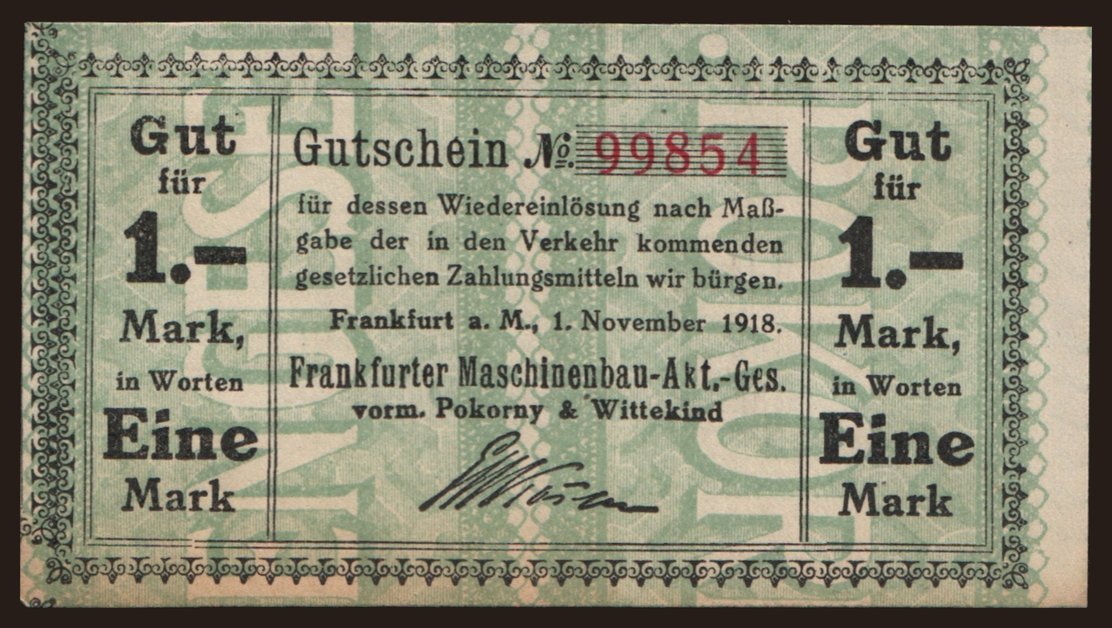 Gut
für
1.–
Mark,
in Worten
Eine
Mark
Gutschein No. 99854
für dessen Wiedereinlösung nach Maß-
gabe der in den Verkehr kommenden
gesetzlichen Zahlungsmitteln wir bürgen.
Frankfurt a. M., 1. November 1918.
Frankfurter Maschinenbau-Akt.-Ges.
vorm. Pokorny & Wittekind
Gut
für
1.–
Mark,
in Worten
Eine
Mark